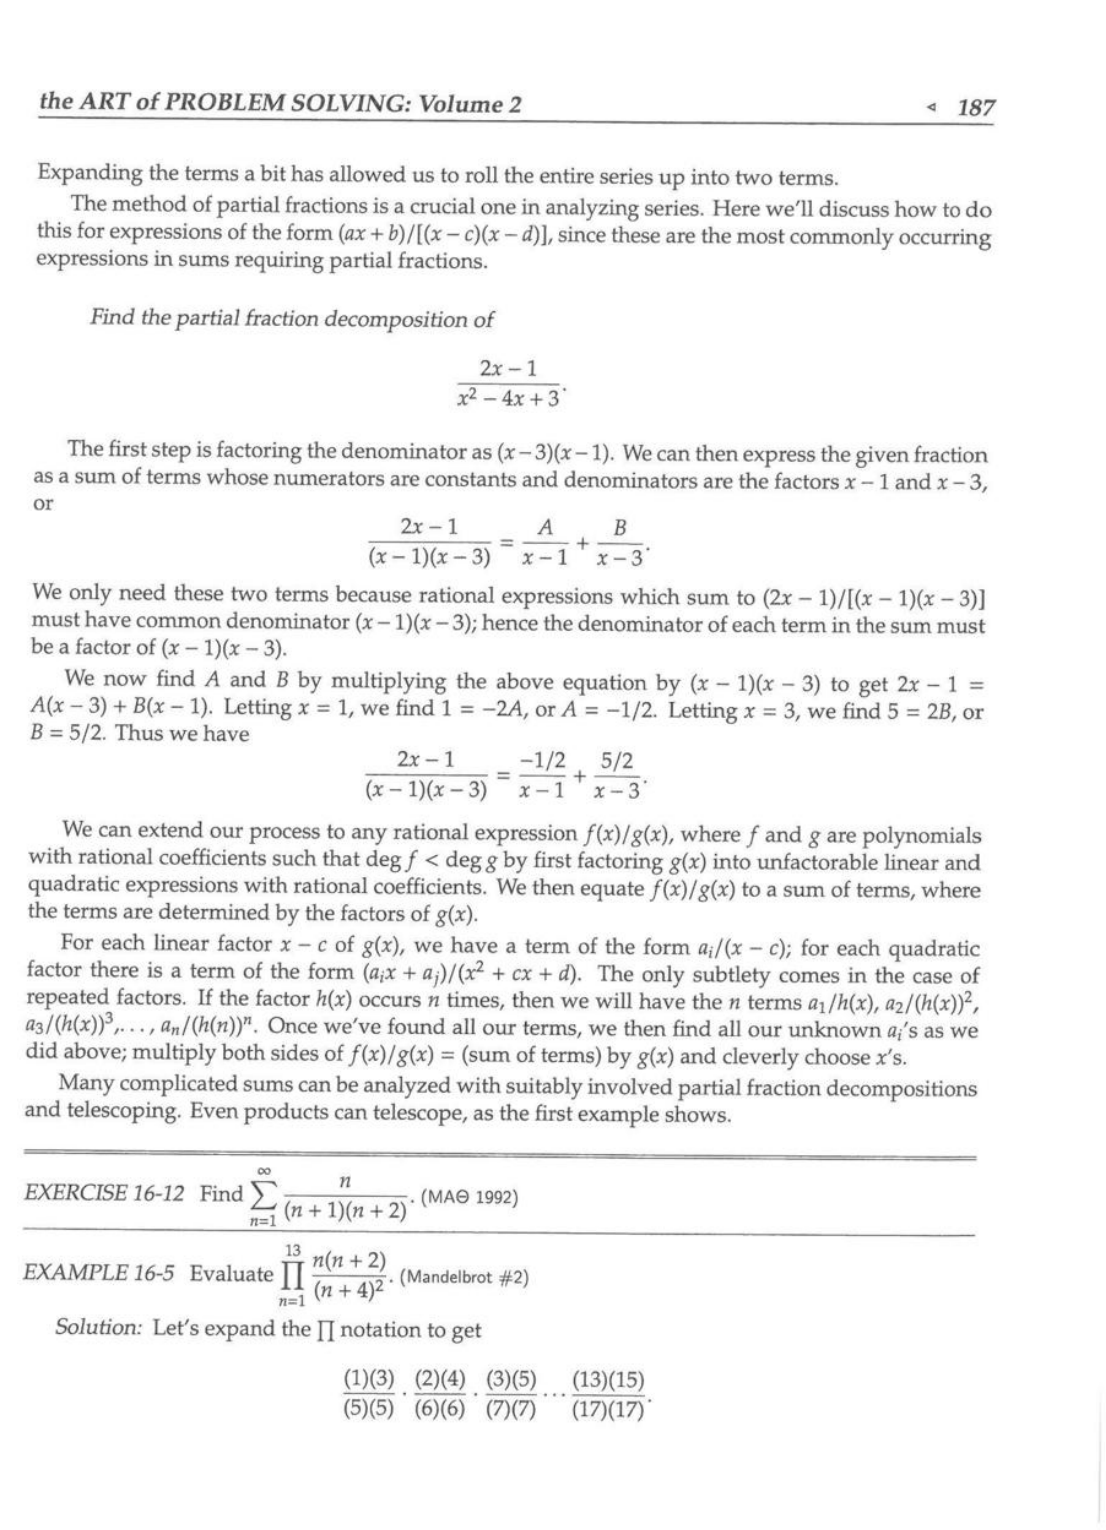 the ART of PROBLEM SOLVING: Volume 2 ◁ 187
Expanding the terms a bit has allowed us to roll the entire series up into two terms.
The method of partial fractions is a crucial one in analyzing series. Here we'll discuss how to do
this for expressions of the form (ax + b)/[(x − c)(x − d)], since these are the most commonly occurring
expressions in sums requiring partial fractions.
Find the partial fraction decomposition of
2x − 1
x² − 4x + 3.
The first step is factoring the denominator as (x − 3)(x − 1). We can then express the given fraction
as a sum of terms whose numerators are constants and denominators are the factors x − 1 and x − 3,
or
2x − 1 / (x − 1)(x − 3) = A / x − 1 + B / x − 3.
We only need these two terms because rational expressions which sum to (2x − 1)/[(x − 1)(x − 3)]
must have common denominator (x − 1)(x − 3); hence the denominator of each term in the sum must
be a factor of (x − 1)(x − 3).
We now find A and B by multiplying the above equation by (x − 1)(x − 3) to get 2x − 1 =
A(x − 3) + B(x − 1). Letting x = 1, we find 1 = −2A, or A = −1/2. Letting x = 3, we find 5 = 2B, or
B = 5/2. Thus we have
2x − 1 / (x − 1)(x − 3) = −1/2 / x − 1 + 5/2 / x − 3.
We can extend our process to any rational expression f(x)/g(x), where f and g are polynomials
with rational coefficients such that deg f < deg g by first factoring g(x) into unfactorable linear and
quadratic expressions with rational coefficients. We then equate f(x)/g(x) to a sum of terms, where
the terms are determined by the factors of g(x).
For each linear factor x − c of g(x), we have a term of the form aᵢ/(x − c); for each quadratic
factor there is a term of the form (aᵢx + aⱼ)/(x² + cx + d). The only subtlety comes in the case of
repeated factors. If the factor h(x) occurs n times, then we will have the n terms a₁/h(x), a₂/(h(x))²,
a₃/(h(x))³,..., aₙ/(h(n))ⁿ. Once we've found all our terms, we then find all our unknown aᵢ's as we
did above; multiply both sides of f(x)/g(x) = (sum of terms) by g(x) and cleverly choose x's.
Many complicated sums can be analyzed with suitably involved partial fraction decompositions
and telescoping. Even products can telescope, as the first example shows.
EXERCISE 16-12 Find ∑_{n=1}^{∞} n / (n + 1)(n + 2). (MAΘ 1992)
EXAMPLE 16-5 Evaluate ∏_{n=1}^{13} n(n + 2) / (n + 4)². (Mandelbrot #2)
Solution: Let's expand the ∏ notation to get
(1)(3) / (5)(5) · (2)(4) / (6)(6) · (3)(5) / (7)(7) ··· (13)(15) / (17)(17).